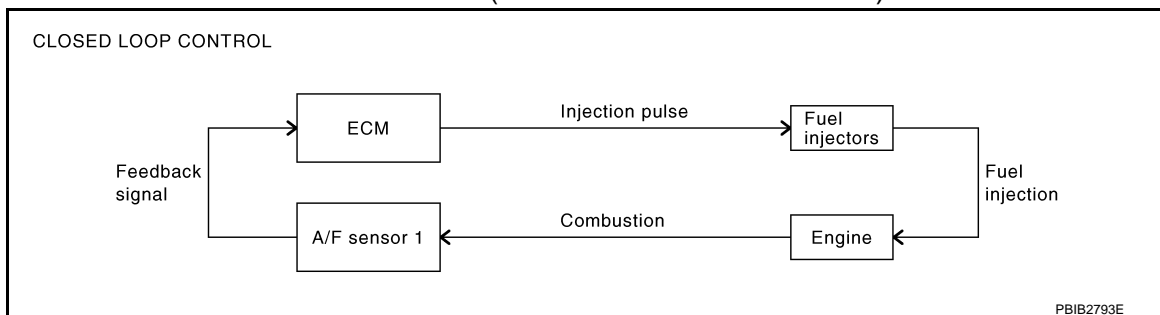 CLOSED LOOP CONTROL
ECM
Injection pulse
Fuel
injectors
Feedback
signal
Fuel
injection
A/F sensor 1
Combustion
Engine
PBIB2793E